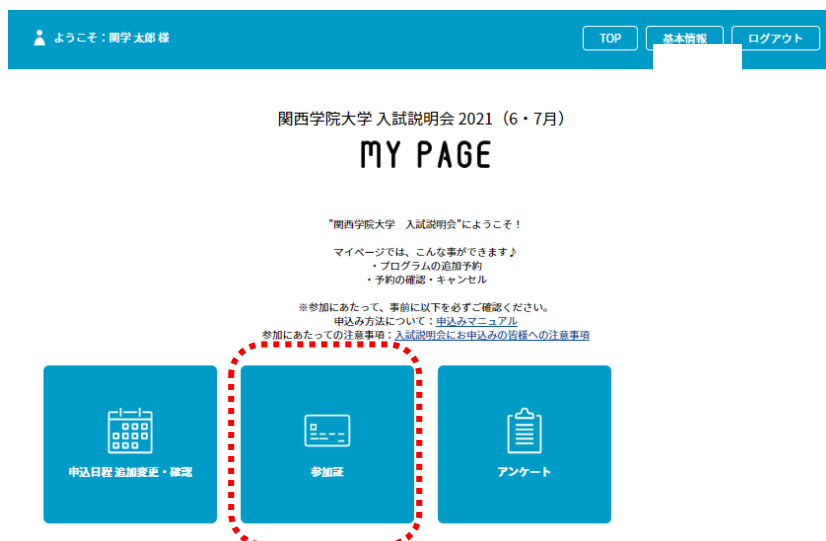 ようこそ：関学 太郎 様
TOP
基本情報
ログアウト
関西学院大学 入試説明会 2021（6・7月）
MY PAGE
"関西学院大学　入試説明会"にようこそ！
マイページでは、こんな事ができます♪
・プログラムの追加予約
・予約の確認・キャンセル
※参加にあたって、事前に以下を必ずご確認ください。
申込み方法について：申込みマニュアル
参加にあたっての注意事項：入試説明会にお申込みの皆様への注意事項
申込日程 追加変更・確認
参加証
アンケート